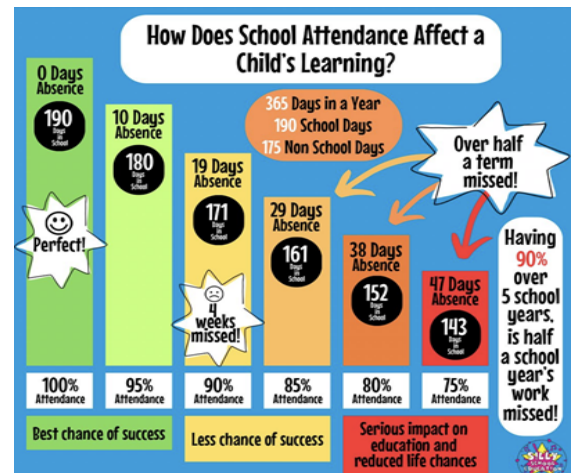 How Does School Attendance Affect a
Child's Learning?
0 Days
Absence
190
Days
in
School
Perfect!
10 Days
Absence
180
Days
in
School
19 Days
Absence
171
Days
in
School
4
weeks
missed!
365 Days in a Year
190 School Days
175 Non School Days
29 Days
Absence
161
Days
in
School
38 Days
Absence
152
Days
in
School
47 Days
Absence
143
Days
in
School
Over half
a term
missed!
Having
90%
over
5 school
years,
is half
a school
year's
work
missed!
100%
Attendance
95%
Attendance
90%
Attendance
85%
Attendance
80%
Attendance
75%
Attendance
Best chance of success
Less chance of success
Serious impact on
education and
reduced life chances
SILLY
SCHOOL